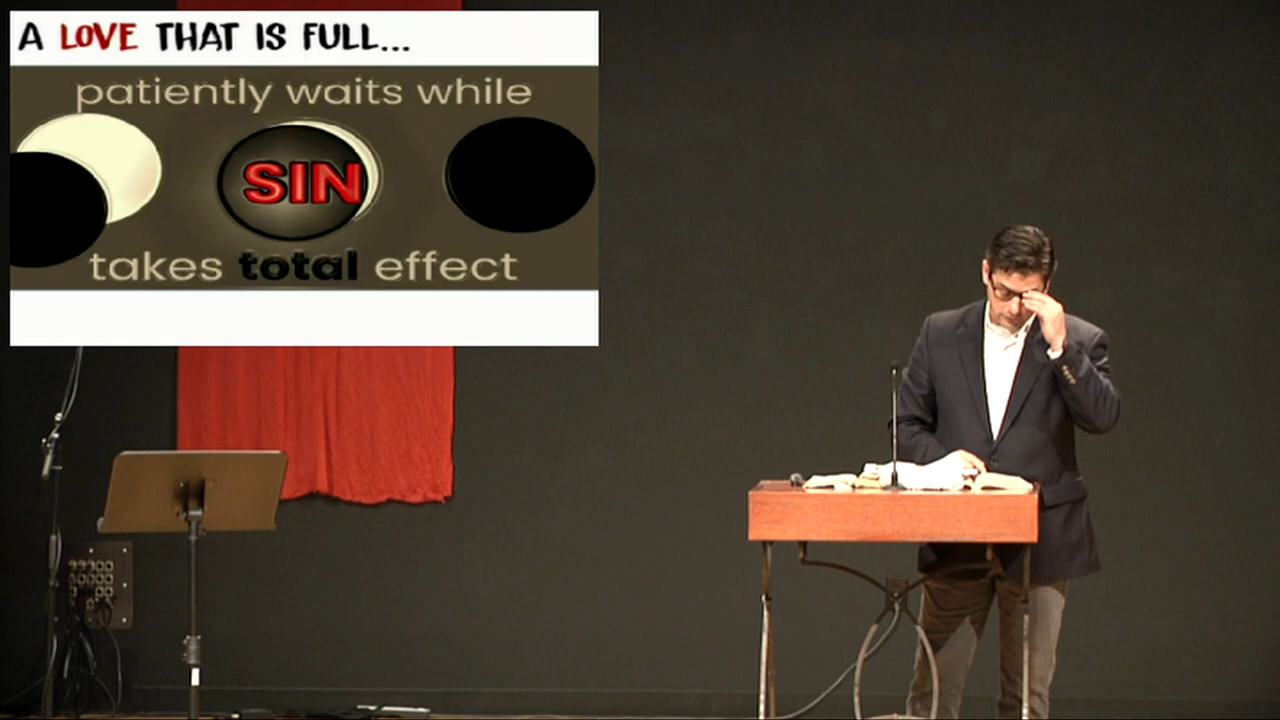 A LOVE THAT IS FULL...
patiently waits while
SIN
takes total effect